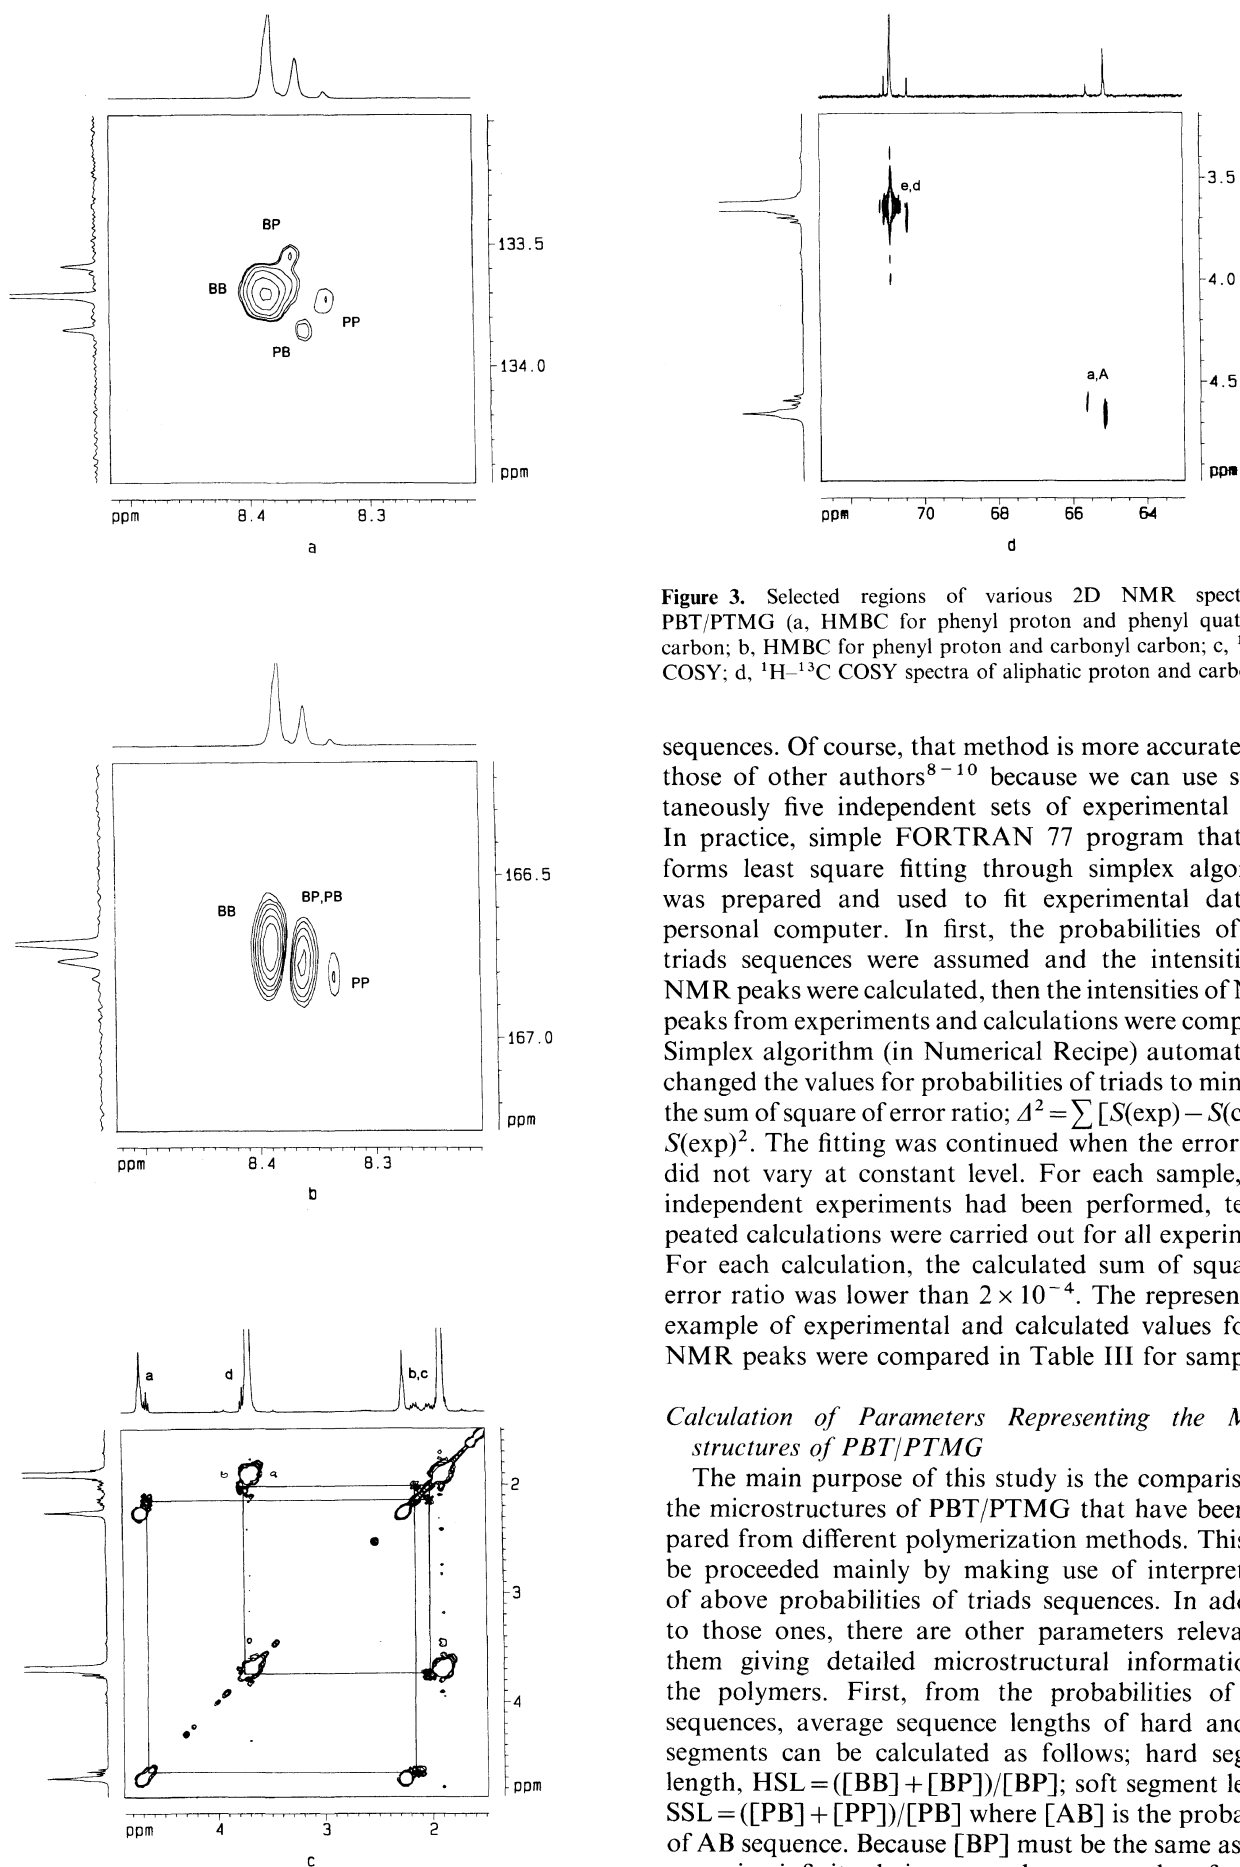 BP
BB
PP
PB
133.5
134.0
ppm
ppm 8.4 8.3
a
BB
BP,PB
PP
166.5
167.0
ppm
ppm 8.4 8.3
b
a d b,c
b a
2
3
4
ppm
ppm 4 3 2
c
e,d
a,A
3.5
4.0
4.5
ppm
ppm 70 68 66 64
d
Figure 3. Selected regions of various 2D NMR spect
PBT/PTMG (a, HMBC for phenyl proton and phenyl quat
carbon; b, HMBC for phenyl proton and carbonyl carbon; c, ¹
COSY; d, ¹H–¹³C COSY spectra of aliphatic proton and carb
sequences. Of course, that method is more accurate
those of other authors⁸⁻¹⁰ because we can use s
taneously five independent sets of experimental
In practice, simple FORTRAN 77 program that
forms least square fitting through simplex algo
was prepared and used to fit experimental dat
personal computer. In first, the probabilities of
triads sequences were assumed and the intensiti
NMR peaks were calculated, then the intensities of N
peaks from experiments and calculations were comp
Simplex algorithm (in Numerical Recipe) automat
changed the values for probabilities of triads to min
the sum of square of error ratio; Δ²=∑[S(exp)−S(c
S(exp)². The fitting was continued when the error
did not vary at constant level. For each sample,
independent experiments had been performed, te
peated calculations were carried out for all experin
For each calculation, the calculated sum of squa
error ratio was lower than 2×10⁻⁴. The represen
example of experimental and calculated values fo
NMR peaks were compared in Table III for samp
Calculation of Parameters Representing the M
structures of PBT/PTMG
The main purpose of this study is the comparis
the microstructures of PBT/PTMG that have been
pared from different polymerization methods. This
be proceeded mainly by making use of interpret
of above probabilities of triads sequences. In add
to those ones, there are other parameters releva
them giving detailed microstructural informatio
the polymers. First, from the probabilities of
sequences, average sequence lengths of hard and
segments can be calculated as follows; hard seg
length, HSL=([BB]+[BP])/[BP]; soft segment le
SSL=([PB]+[PP])/[PB] where [AB] is the proba
of AB sequence. Because [BP] must be the same as